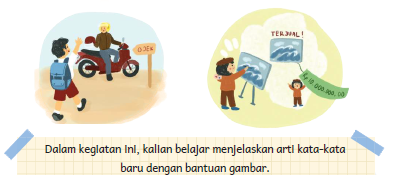 OJEK
TERJUAL!
Rp 10.000.000,00
Dalam kegiatan ini, kalian belajar menjelaskan arti kata-kata
baru dengan bantuan gambar.